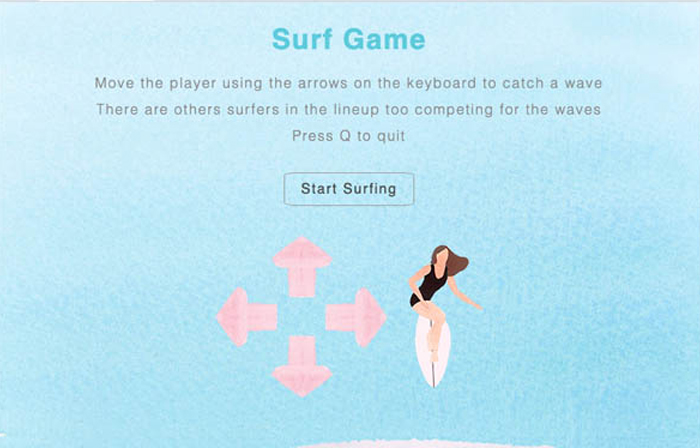 Surf Game
Move the player using the arrows on the keyboard to catch a wave
There are others surfers in the lineup too competing for the waves
Press Q to quit
Start Surfing